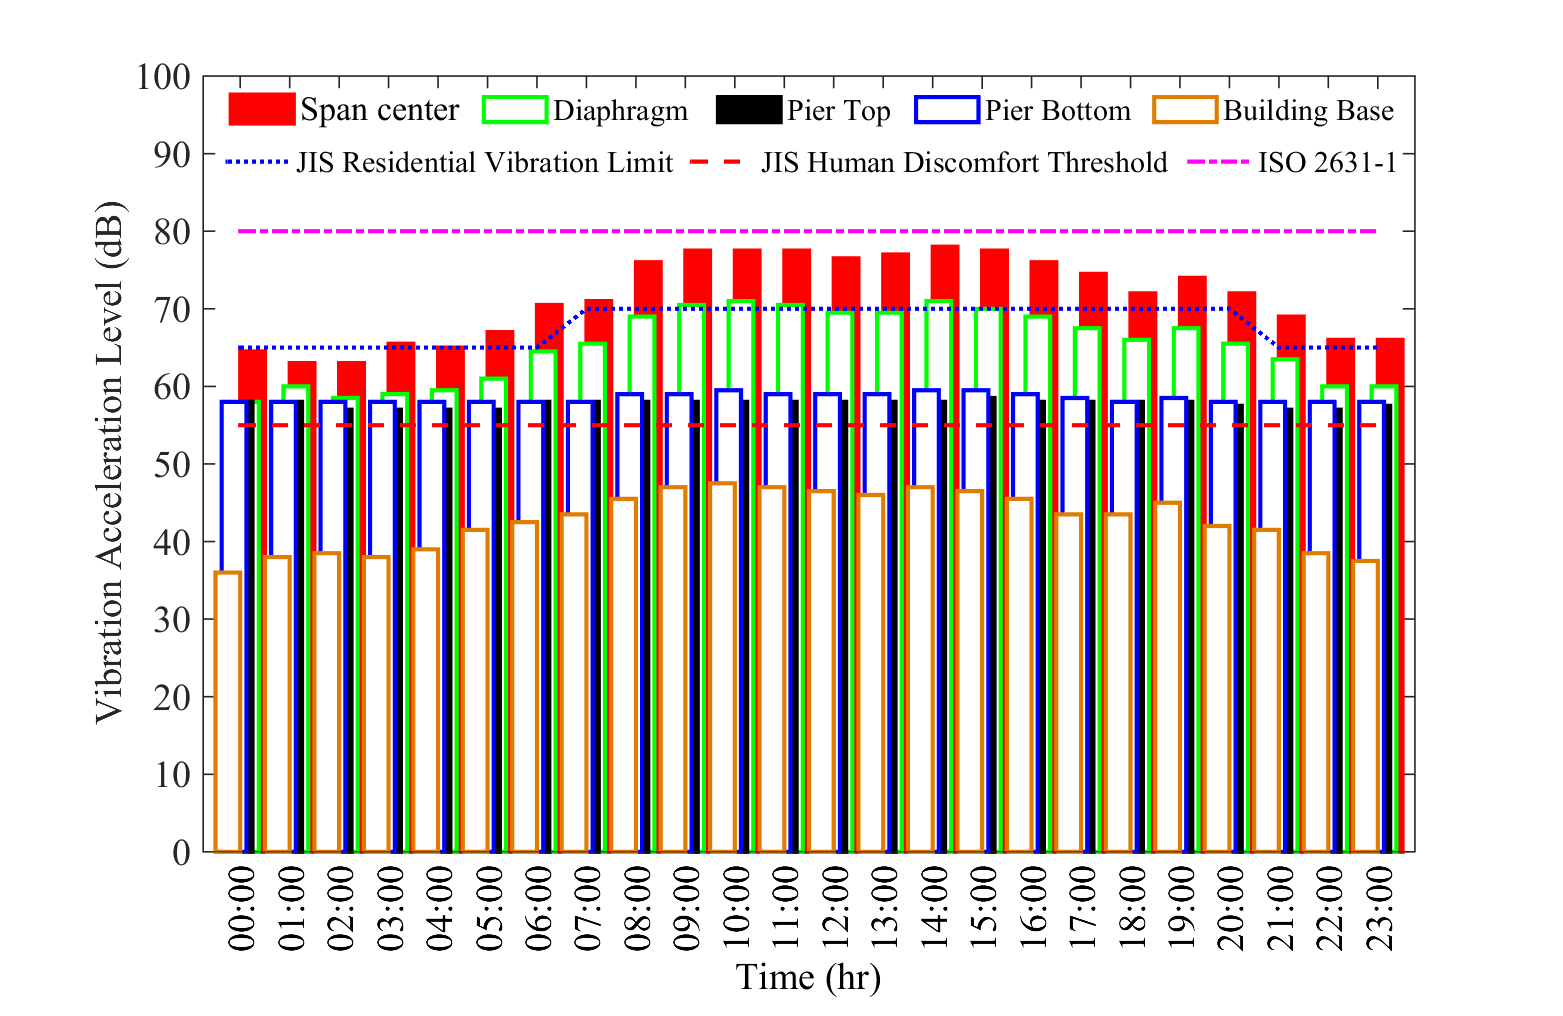 Span center Diaphragm Pier Top Pier Bottom Building Base
JIS Residential Vibration Limit JIS Human Discomfort Threshold ISO 2631-1
Vibration Acceleration Level (dB)
100
90
80
70
60
50
40
30
20
10
0
00:00 01:00 02:00 03:00 04:00 05:00 06:00 07:00 08:00 09:00 10:00 11:00 12:00 13:00 14:00 15:00 16:00 17:00 18:00 19:00 20:00 21:00 22:00 23:00
Time (hr)